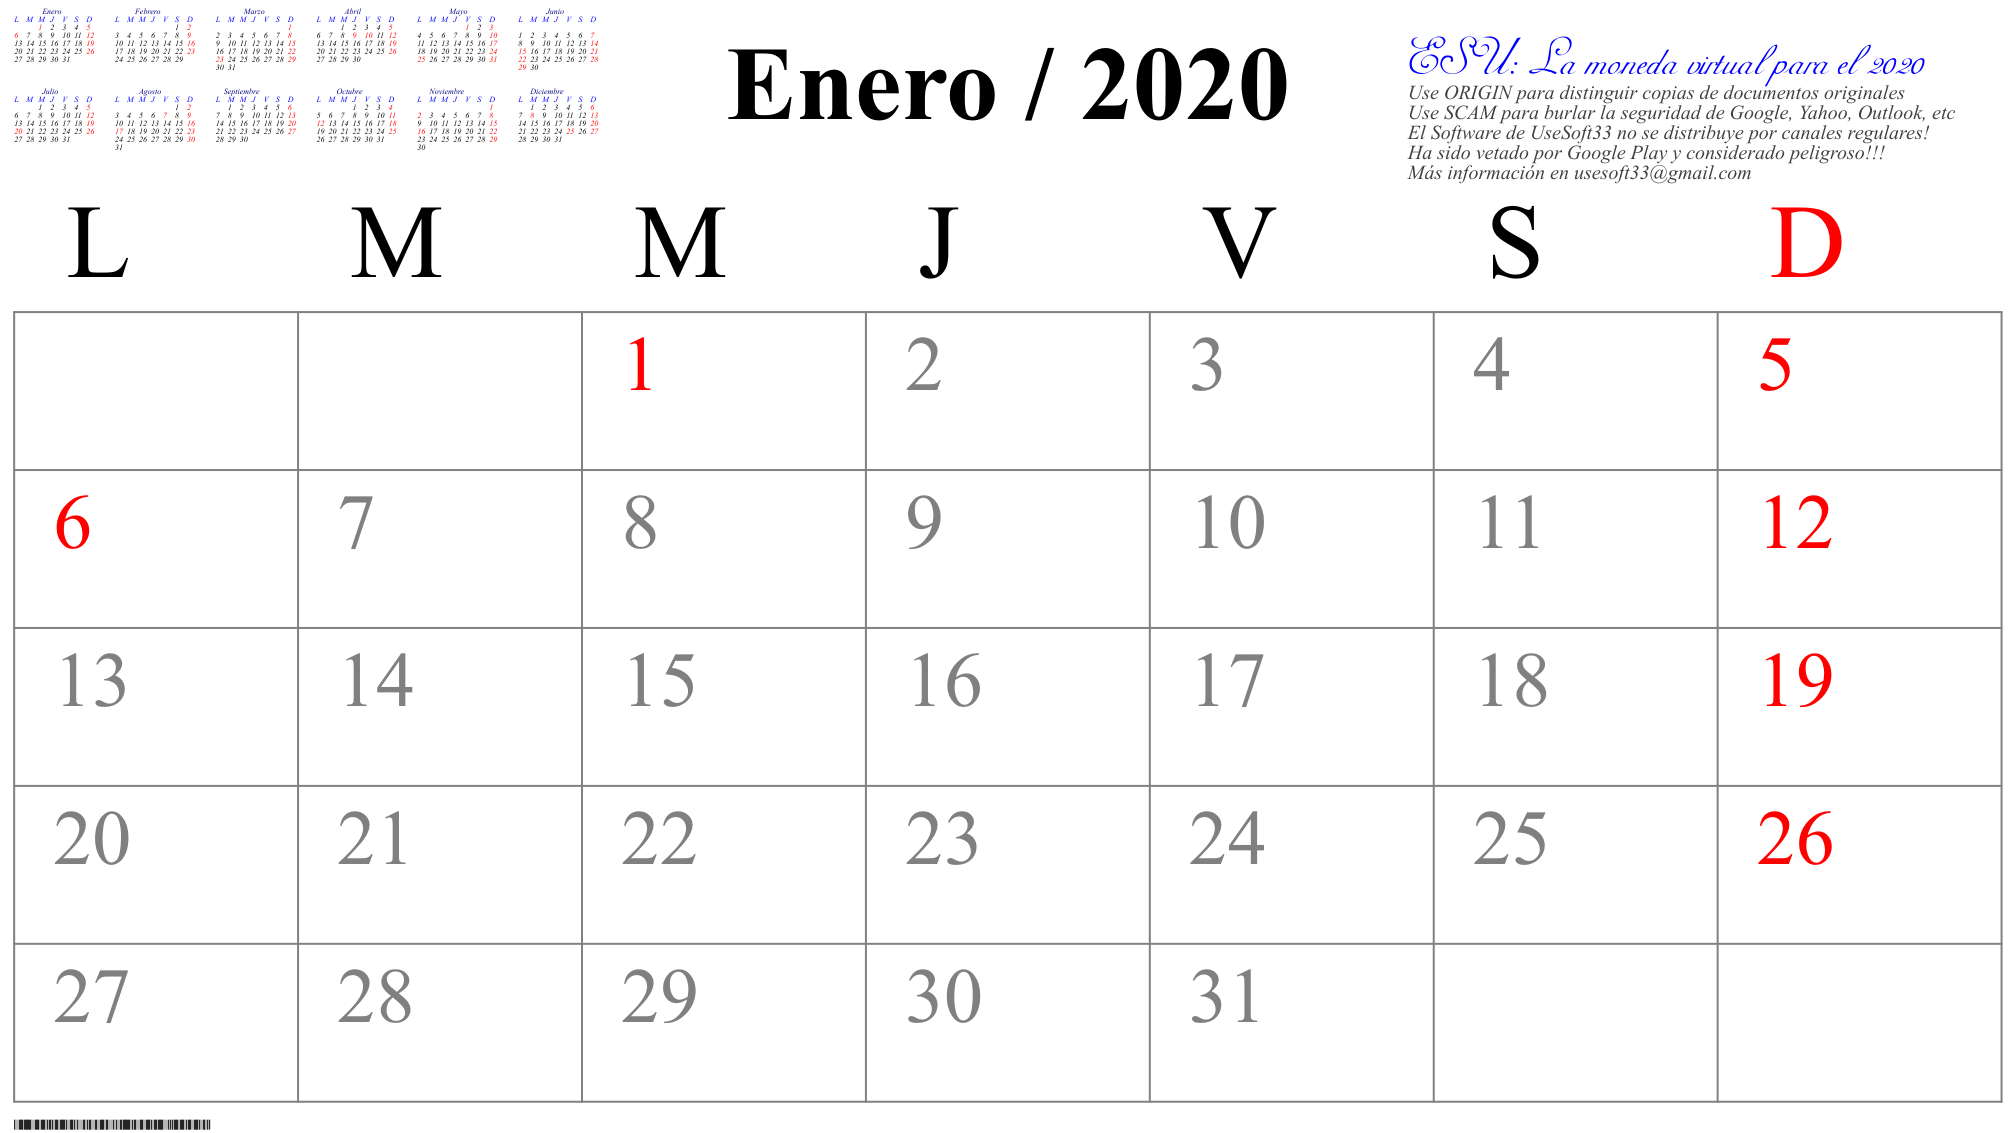 Enero
L M M J V S D
1 2 3 4 5
6 7 8 9 10 11 12
13 14 15 16 17 18 19
20 21 22 23 24 25 26
27 28 29 30 31
Febrero
L M M J V S D
1 2
3 4 5 6 7 8 9
10 11 12 13 14 15 16
17 18 19 20 21 22 23
24 25 26 27 28 29
Marzo
L M M J V S D
1
2 3 4 5 6 7 8
9 10 11 12 13 14 15
16 17 18 19 20 21 22
23 24 25 26 27 28 29
30 31
Abril
L M M J V S D
1 2 3 4 5
6 7 8 9 10 11 12
13 14 15 16 17 18 19
20 21 22 23 24 25 26
27 28 29 30
Mayo
L M M J V S D
1 2 3
4 5 6 7 8 9 10
11 12 13 14 15 16 17
18 19 20 21 22 23 24
25 26 27 28 29 30 31
Junio
L M M J V S D
1 2 3 4 5 6 7
8 9 10 11 12 13 14
15 16 17 18 19 20 21
22 23 24 25 26 27 28
29 30
Julio
L M M J V S D
1 2 3 4 5
6 7 8 9 10 11 12
13 14 15 16 17 18 19
20 21 22 23 24 25 26
27 28 29 30 31
Agosto
L M M J V S D
1 2
3 4 5 6 7 8 9
10 11 12 13 14 15 16
17 18 19 20 21 22 23
24 25 26 27 28 29 30
31
Septiembre
L M M J V S D
1 2 3 4 5 6
7 8 9 10 11 12 13
14 15 16 17 18 19 20
21 22 23 24 25 26 27
28 29 30
Octubre
L M M J V S D
1 2 3 4
5 6 7 8 9 10 11
12 13 14 15 16 17 18
19 20 21 22 23 24 25
26 27 28 29 30 31
Noviembre
L M M J V S D
1
2 3 4 5 6 7 8
9 10 11 12 13 14 15
16 17 18 19 20 21 22
23 24 25 26 27 28 29
30
Diciembre
L M M J V S D
1 2 3 4 5 6
7 8 9 10 11 12 13
14 15 16 17 18 19 20
21 22 23 24 25 26 27
28 29 30 31
Enero / 2020
ESU: La moneda virtual para el 2020
Use ORIGIN para distinguir copias de documentos originales
Use SCAM para burlar la seguridad de Google, Yahoo, Outlook, etc
El Software de UseSoft33 no se distribuye por canales regulares!
Ha sido vetado por Google Play y considerado peligroso!!!
Más información en usesoft33@gmail.com
L M M J V S D
1 2 3 4 5
6 7 8 9 10 11 12
13 14 15 16 17 18 19
20 21 22 23 24 25 26
27 28 29 30 31